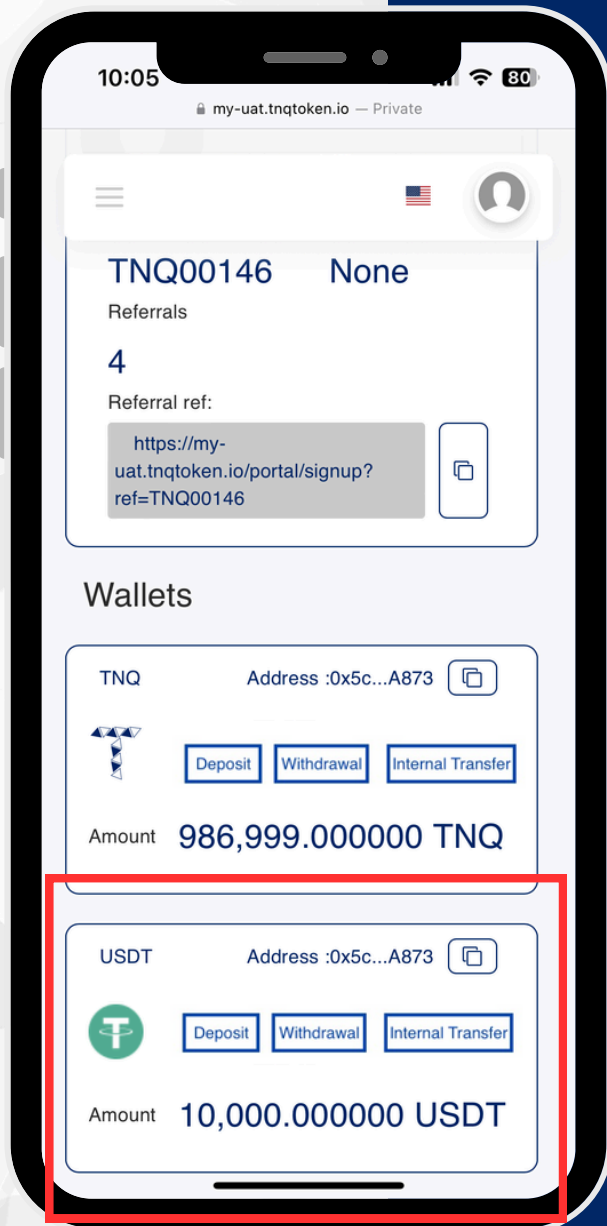 10:05
80
my-uat.tnqtoken.io — Private
TNQ00146 None
Referrals
4
Referral ref:
https://my-
uat.tnqtoken.io/portal/signup?
ref=TNQ00146
Wallets
TNQ Address :0x5c...A873
Deposit Withdrawal Internal Transfer
Amount 986,999.000000 TNQ
USDT Address :0x5c...A873
Deposit Withdrawal Internal Transfer
Amount 10,000.000000 USDT